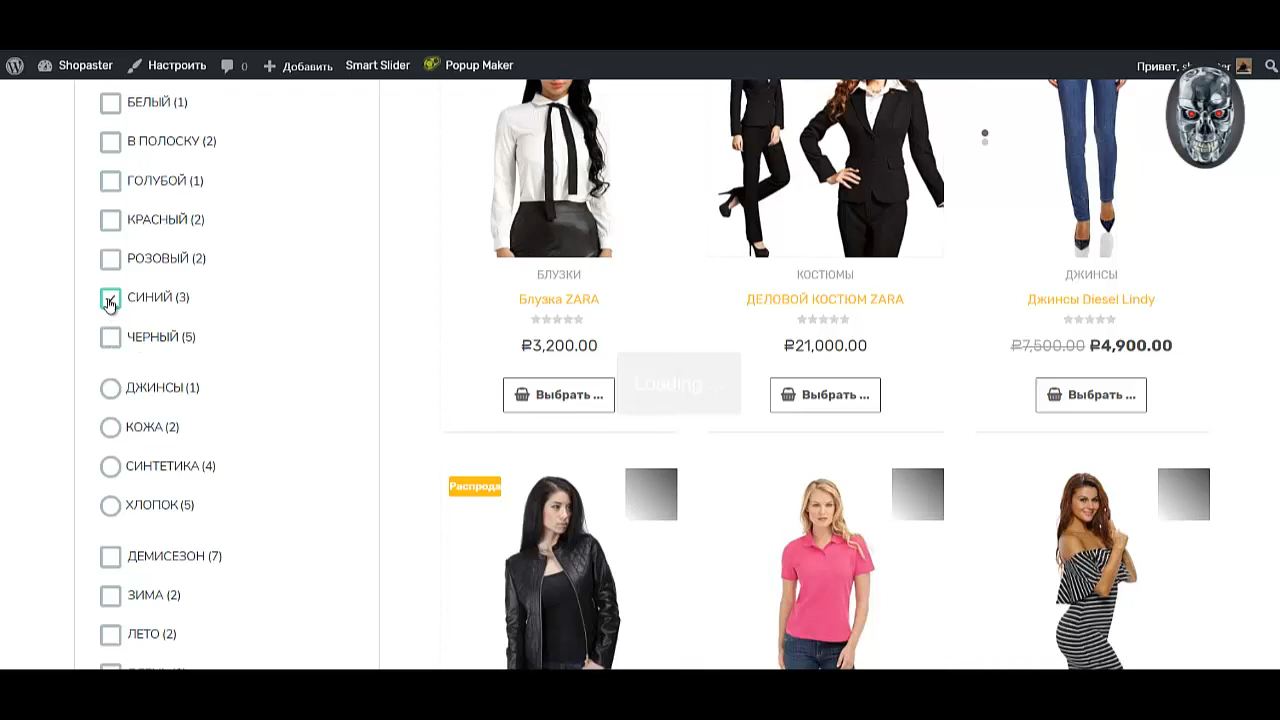 Shopaster Настроить 0 Добавить Smart Slider Popup Maker Привет,
БЕЛЫЙ (1)
В ПОЛОСКУ (2)
ГОЛУБОЙ (1)
КРАСНЫЙ (2)
РОЗОВЫЙ (2)
СИНИЙ (3)
ЧЕРНЫЙ (5)
ДЖИНСЫ (1)
КОЖА (2)
СИНТЕТИКА (4)
ХЛОПОК (5)
ДЕМИСЕЗОН (7)
ЗИМА (2)
ЛЕТО (2)
БЛУЗКИ
Блузка ZARA
₽3,200.00
Выбрать ...
КОСТЮМЫ
ДЕЛОВОЙ КОСТЮМ ZARA
₽21,000.00
Выбрать ...
ДЖИНСЫ
Джинсы Diesel Lindy
₽7,500.00 ₽4,900.00
Выбрать ...
Loading ...
Распрода